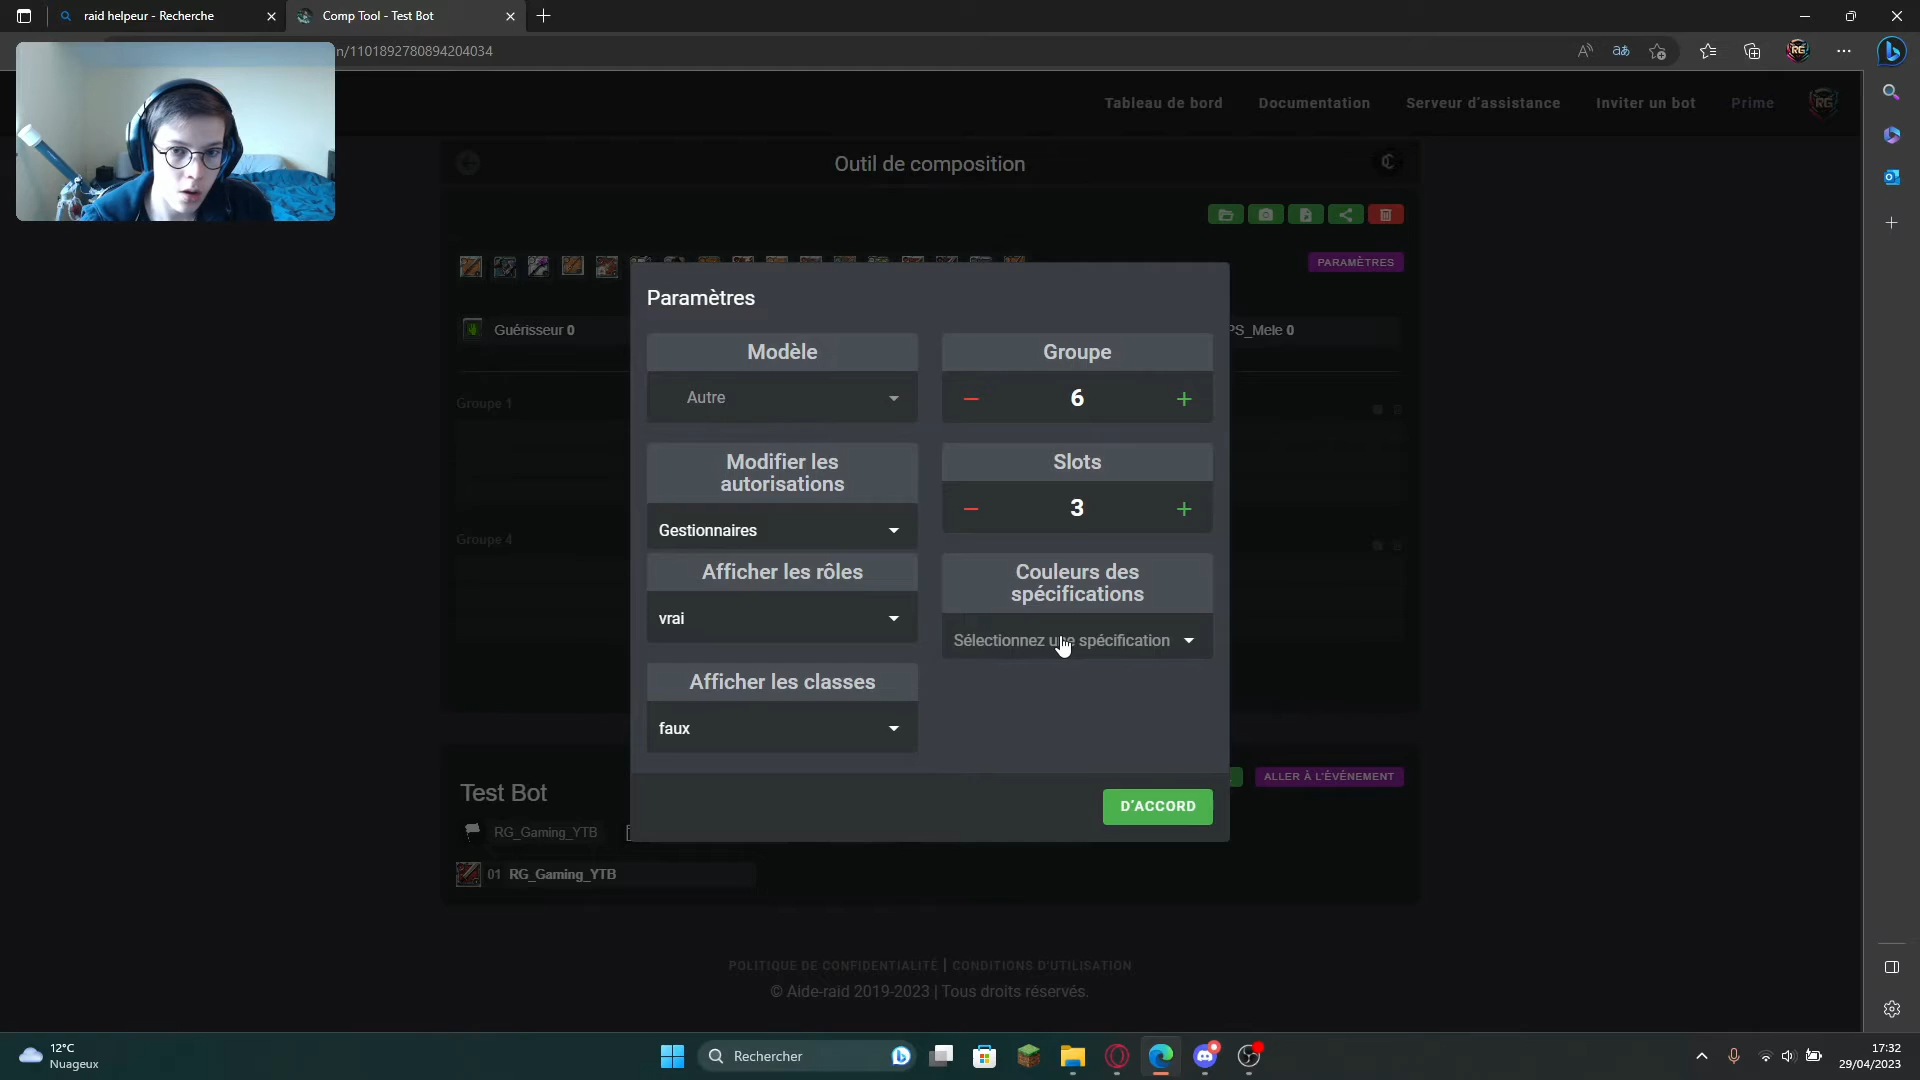 raid helpeur - Recherche
Comp Tool - Test Bot
n/1101892780894204034
Tableau de bord
Documentation
Serveur d'assistance
Inviter un bot
Prime
Outil de composition
PARAMÈTRES
Guérisseur 0
PS_Mele 0
Groupe 1
Groupe 4
Paramètres
Modèle
Autre
Groupe
6
Modifier les
autorisations
Gestionnaires
Slots
3
Afficher les rôles
vrai
Couleurs des
spécifications
Sélectionnez une spécification
Afficher les classes
faux
D'ACCORD
Test Bot
ALLER À L'ÉVÉNEMENT
RG_Gaming_YTB
01 RG_Gaming_YTB
POLITIQUE DE CONFIDENTIALITÉ | CONDITIONS D'UTILISATION
© Aide-raid 2019-2023 | Tous droits réservés.
12°C
Nuageux
Rechercher
17:32
29/04/2023